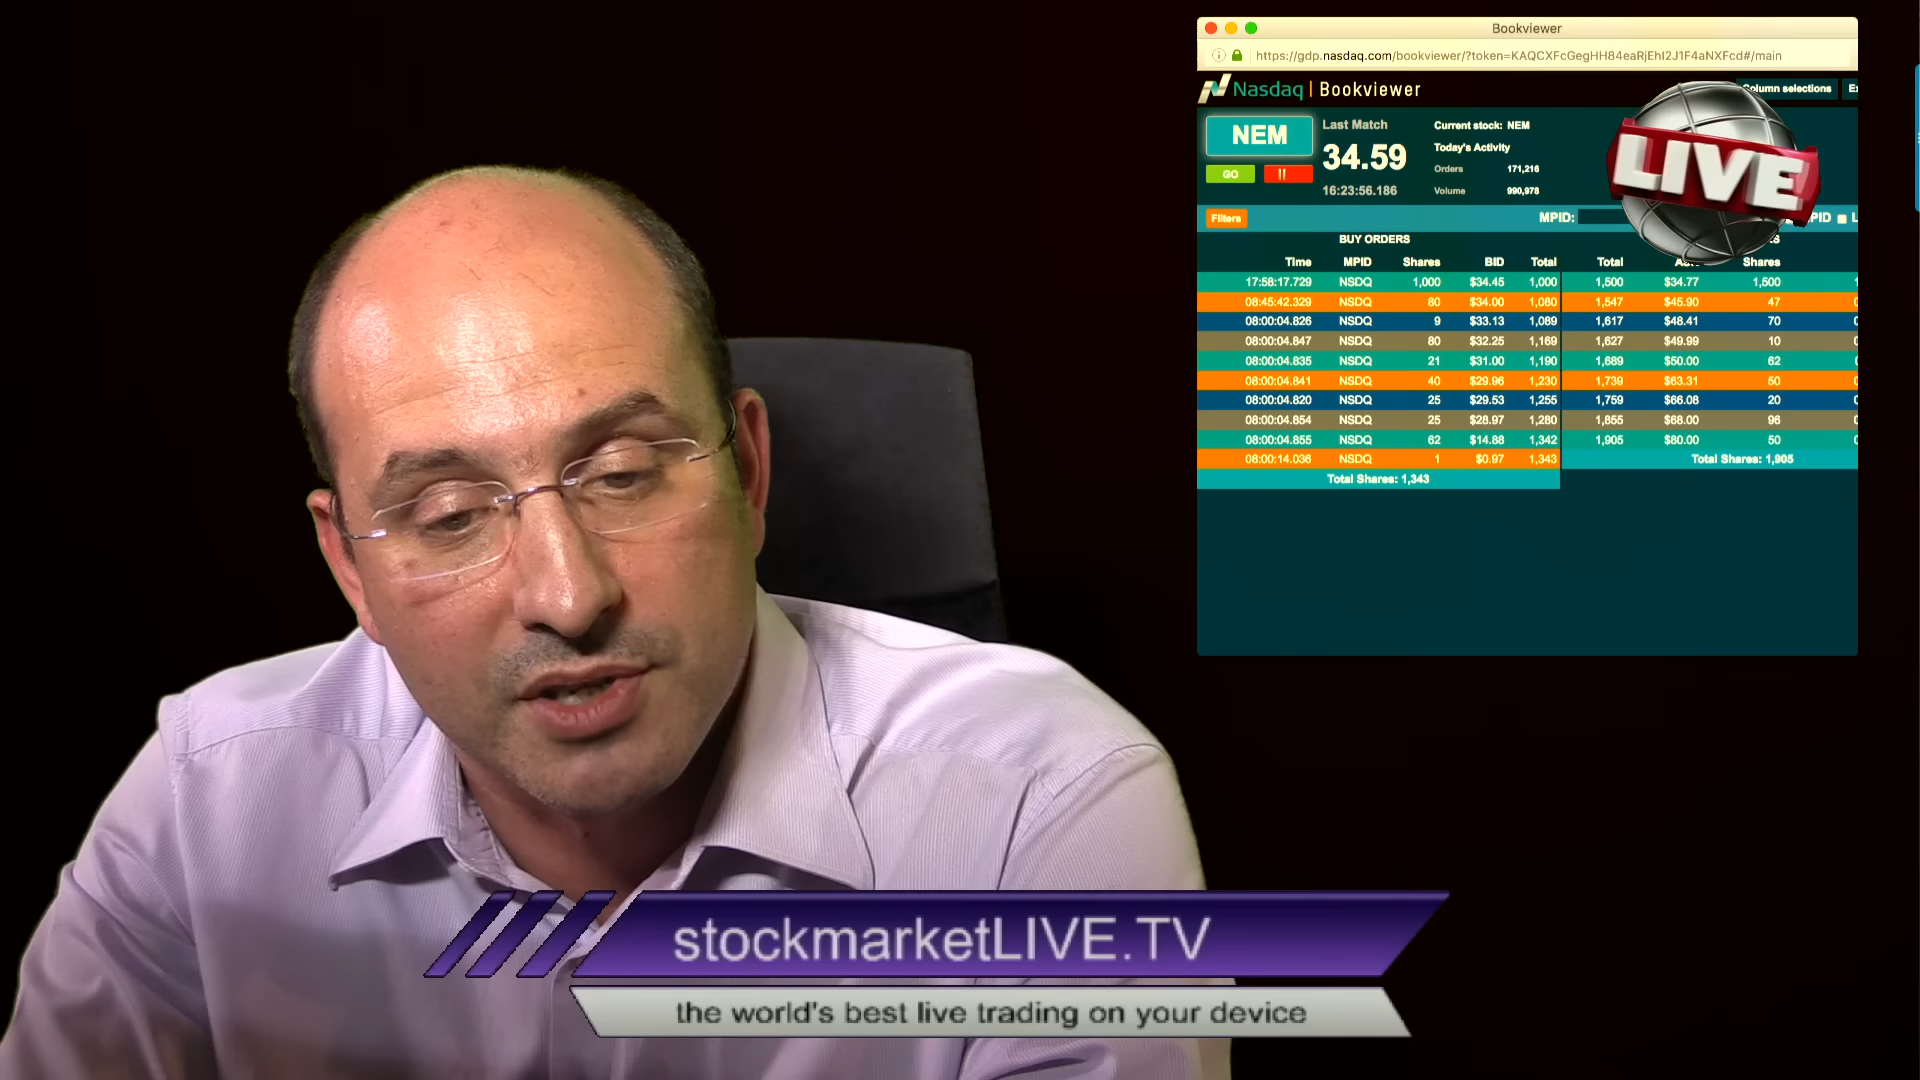 Bookviewer
https://gdp.nasdaq.com/bookviewer/?token=KAQCXFcGegHH84eaRjEhI2J1F4aNXFcd#/main
Nasdaq | Bookviewer
Column selections
NEM
Last Match
34.59
16:23:56.186
GO
Current stock: NEM
Today's Activity
Orders 171,216
Volume 990,978
LIVE
Filters
MPID:
BUY ORDERS
Time MPID Shares BID Total Total Shares
17:58:17.729 NSDQ 1,000 $34.45 1,000 1,500 $34.77 1,500
08:45:42.329 NSDQ 80 $34.00 1,080 1,547 $45.90 47
08:00:04.826 NSDQ 9 $33.13 1,089 1,617 $48.41 70
08:00:04.847 NSDQ 80 $32.25 1,169 1,627 $49.99 10
08:00:04.835 NSDQ 21 $31.00 1,190 1,689 $50.00 62
08:00:04.841 NSDQ 40 $29.96 1,230 1,739 $63.31 50
08:00:04.820 NSDQ 25 $29.53 1,255 1,759 $66.08 20
08:00:04.854 NSDQ 25 $28.97 1,280 1,855 $68.00 96
08:00:04.855 NSDQ 62 $14.88 1,342 1,905 $80.00 50
08:00:14.036 NSDQ 1 $0.97 1,343 Total Shares: 1,905
Total Shares: 1,343
stockmarketLIVE.TV
the world's best live trading on your device